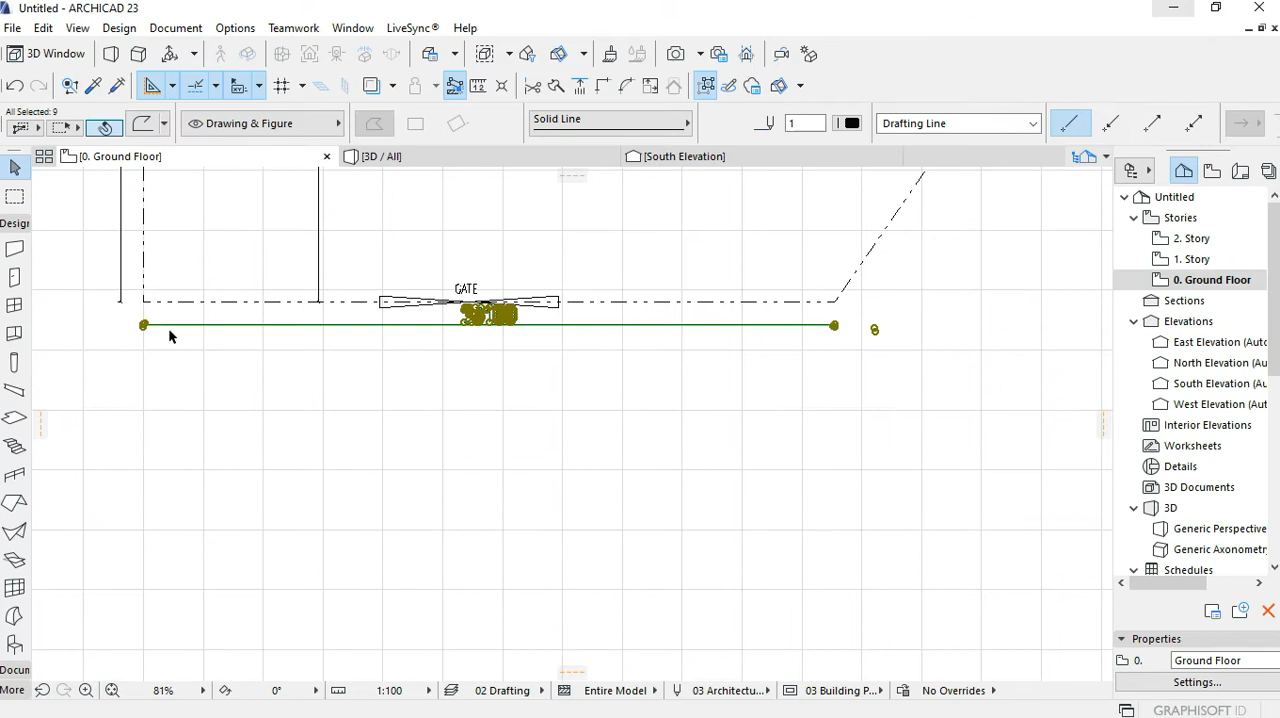 Untitled - ARCHICAD 23
File Edit View Design Document Options Teamwork Window LiveSync® Help
3D Window
All Selected: 9
Drawing & Figure
Solid Line
1
Drafting Line
[0. Ground Floor]
[3D / All]
[South Elevation]
Design
GATE
Docun
More
Untitled
Stories
2. Story
1. Story
0. Ground Floor
Sections
Elevations
East Elevation (Auto
North Elevation (Au
South Elevation (Au
West Elevation (Aut
Interior Elevations
Worksheets
Details
3D Documents
3D
Generic Perspective
Generic Axonometr
Schedules
Properties
0.
Ground Floor
Settings...
81%
0°
1:100
02 Drafting
Entire Model
03 Architectu...
03 Building P...
No Overrides
GRAPHISOFT ID